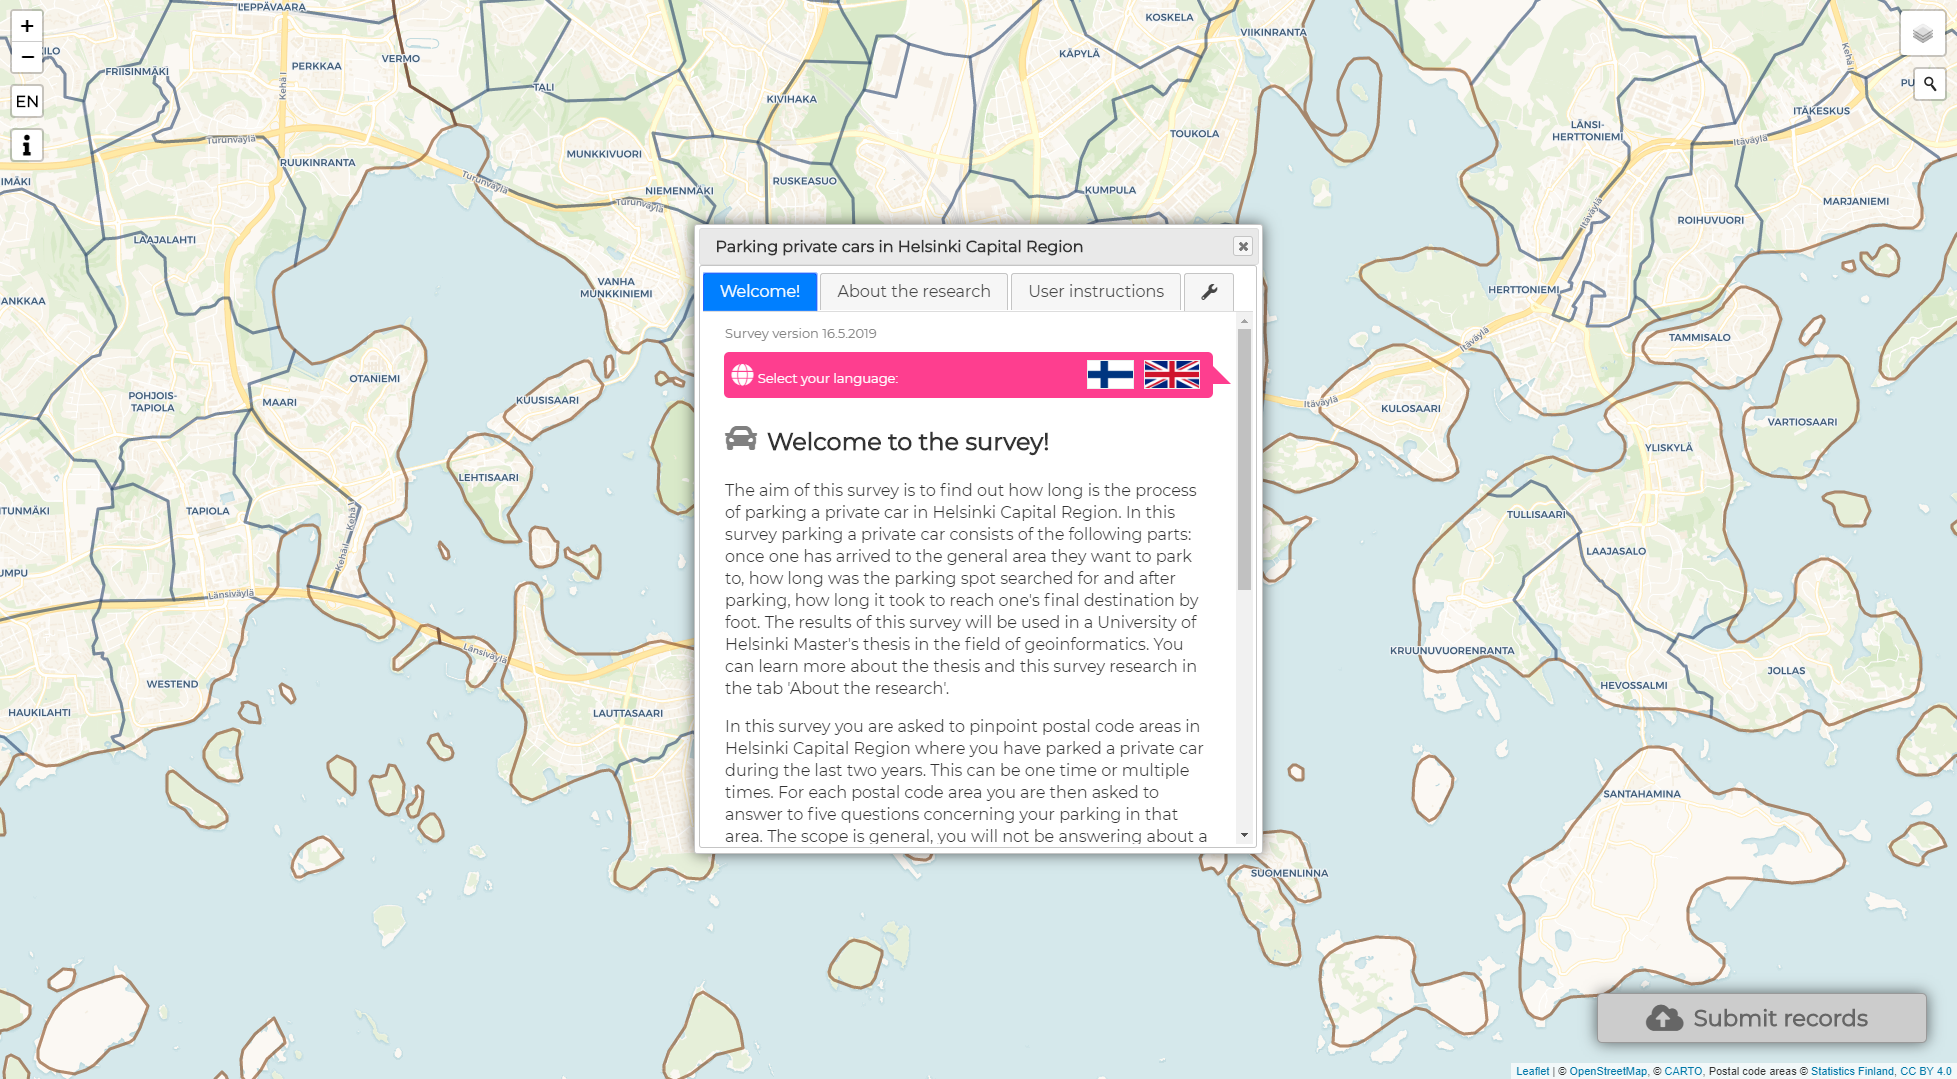 +
−
EN
i
LEPPÄVAARA
KOSKELA
VIIKINRANTA
KILO
FRIISINMÄKI
PERKKAA
VERMO
KÄPYLÄ
Kehä I
Kehä I
PU
TALI
KIVIHAKA
ITÄKESKUS
TOUKOLA
LÄNSI-
HERTTONIEMI
Itäväylä
Turunväylä
RUUKINRANTA
MUNKKIVUORI
NIEMENMÄKI
Turunväylä
Turunväylä
RUSKEASUO
KUMPULA
IMÄKI
MARJANIEMI
ROIHUVUORI
Itäväylä
LAAJALAHTI
VANHA
MUNKKINIEMI
ANKKAA
HERTTONIEMI
Parking private cars in Helsinki Capital Region
Welcome!
About the research
User instructions
Survey version 16.5.2019
Select your language:
Welcome to the survey!
The aim of this survey is to find out how long is the process
of parking a private car in Helsinki Capital Region. In this
survey parking a private car consists of the following parts:
once one has arrived to the general area they want to park
to, how long was the parking spot searched for and after
parking, how long it took to reach one's final destination by
foot. The results of this survey will be used in a University of
Helsinki Master's thesis in the field of geoinformatics. You
can learn more about the thesis and this survey research in
the tab 'About the research'.
In this survey you are asked to pinpoint postal code areas in
Helsinki Capital Region where you have parked a private car
during the last two years. This can be one time or multiple
times. For each postal code area you are then asked to
answer to five questions concerning your parking in that
area. The scope is general, you will not be answering about a
TAMMISALO
Itäväylä
Itäväylä
OTANIEMI
POHJOIS-
TAPIOLA
MAARI
KUUSISAARI
KULOSAARI
VARTIOSAARI
YLISKYLÄ
LEHTISAARI
TUNMÄKI
TAPIOLA
Kehä I
Kehä I
TULLISAARI
LAAJASALO
UMPU
Länsiväylä
Länsiväylä
KRUUNUVUORENRANTA
JOLLAS
WESTEND
HEVOSSALMI
HAUKILAHTI
LAUTTASAARI
SANTAHAMINA
SUOMENLINNA
Submit records
Leaflet | © OpenStreetMap, © CARTO, Postal code areas © Statistics Finland, CC BY 4.0